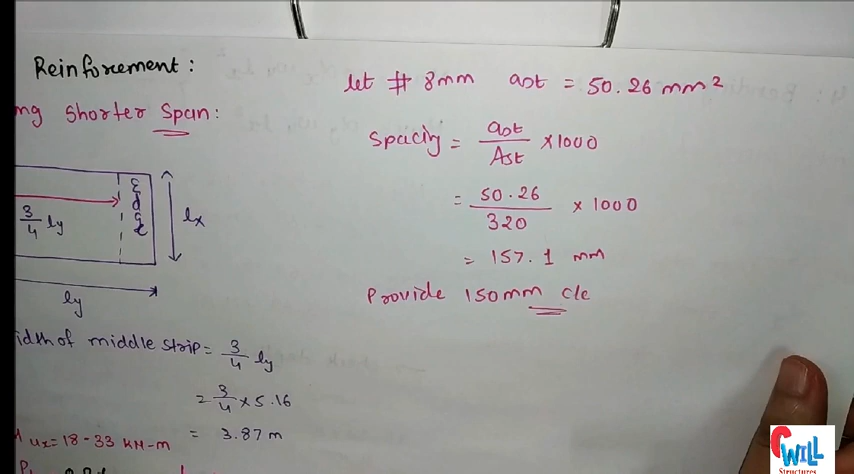 Reinforcement:
ng Shorter Span:
3/4 ly
Edge
lx
ly
idth of middle strip = 3/4 ly
= 3/4 x 5.16
= 3.87 m
Mux = 18-33 KN-m
let # 8mm ast = 50.26 mm²
Spacing = ast/Ast x 1000
= 50.26/320 x 1000
= 157.1 mm
Provide 150mm c/c
CWILL
Structures